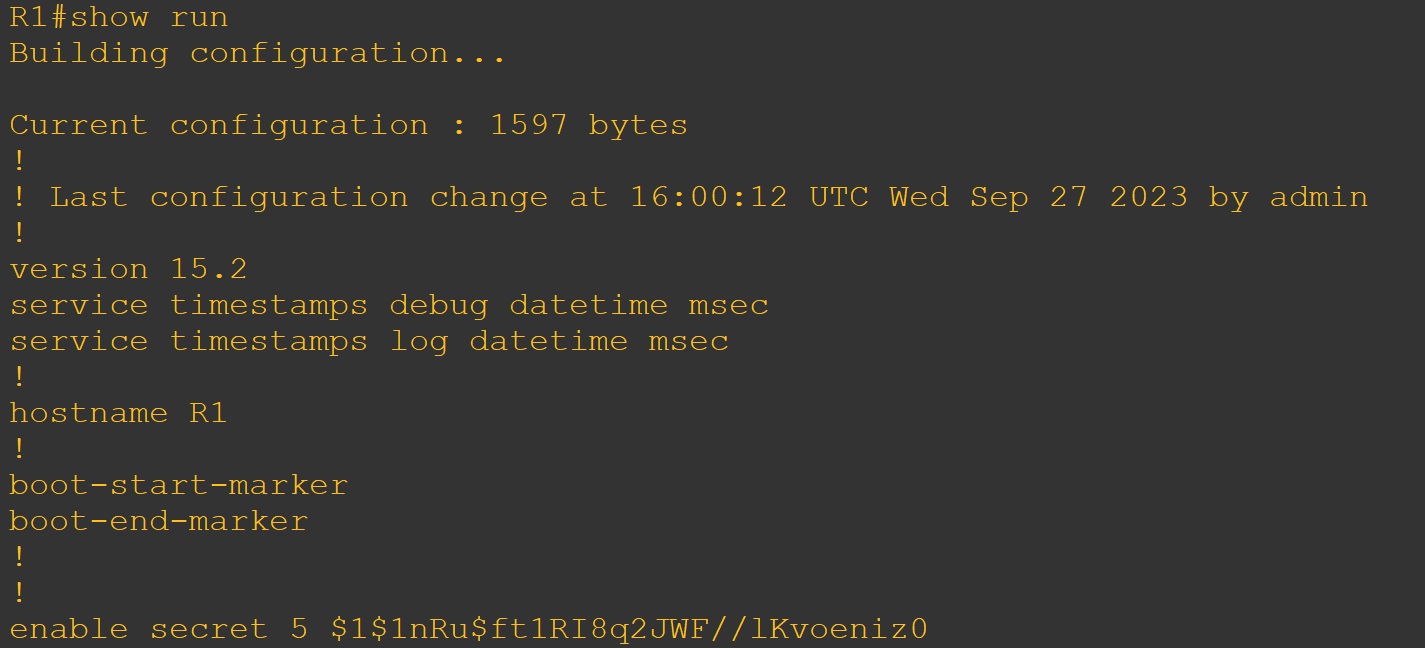 R1#show run
Building configuration...
Current configuration : 1597 bytes
!
! Last configuration change at 16:00:12 UTC Wed Sep 27 2023 by admin
!
version 15.2
service timestamps debug datetime msec
service timestamps log datetime msec
!
hostname R1
!
boot-start-marker
boot-end-marker
!
!
enable secret 5 $1$1nRu$ft1RI8q2JWF//lKvoeniz0